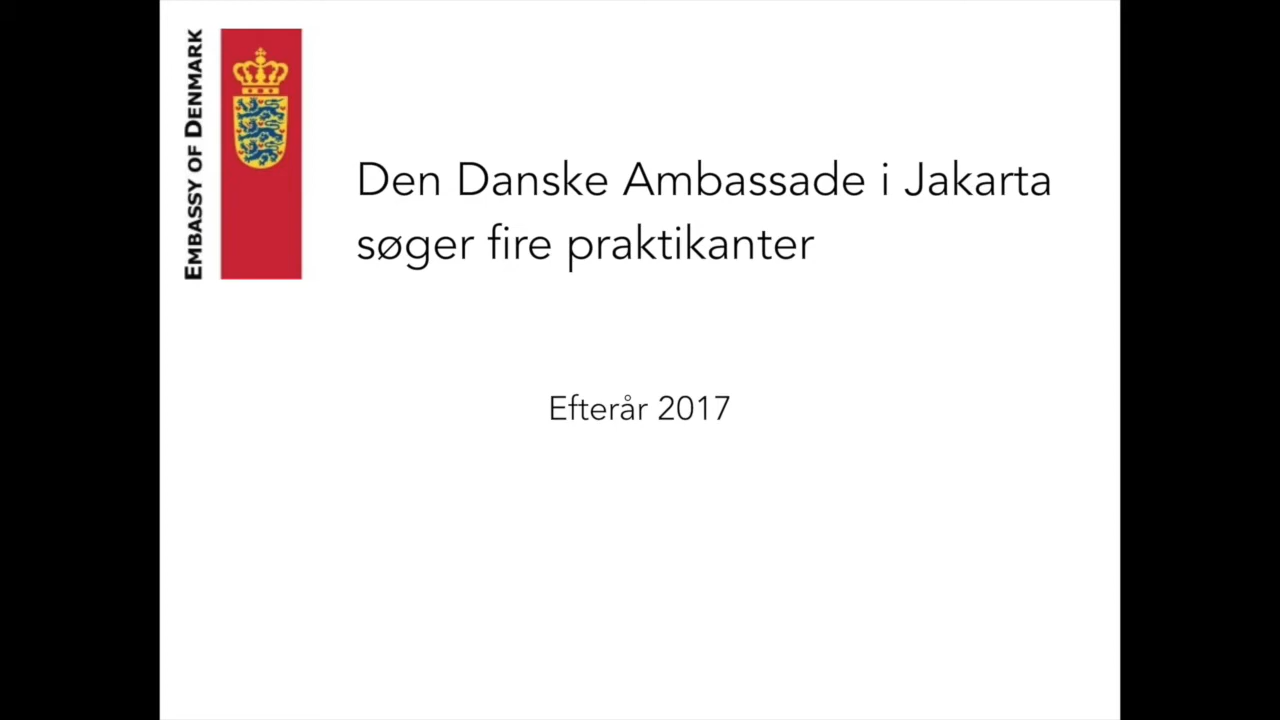 EMBASSY OF DENMARK
Den Danske Ambassade i Jakarta
søger fire praktikanter
Efterår 2017